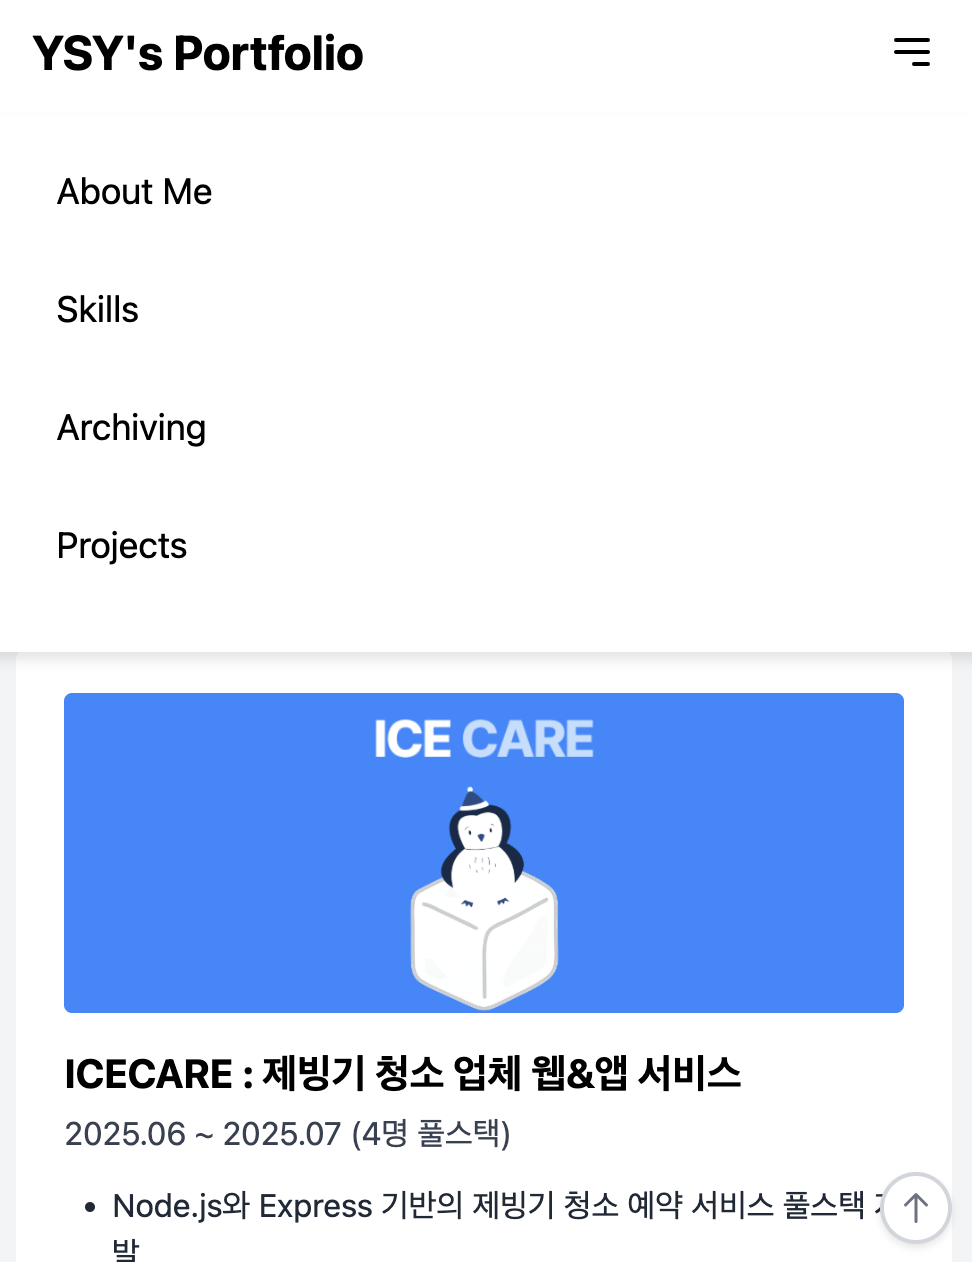 YSY's Portfolio
About Me
Skills
Archiving
Projects
ICE CARE
ICECARE : 제빙기 청소 업체 웹&앱 서비스
2025.06 ~ 2025.07 (4명 풀스택)
• Node.js와 Express 기반의 제빙기 청소 예약 서비스 풀스택
발